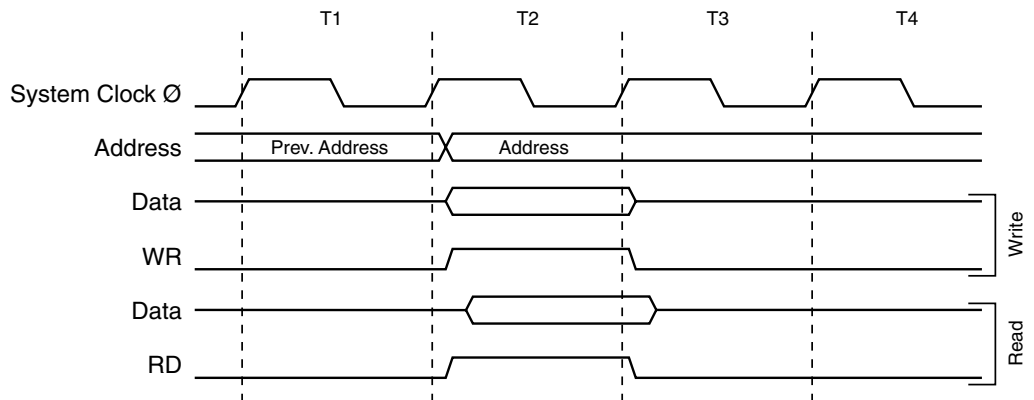 T1 T2 T3 T4
System Clock Ø
Address Prev. Address Address
Data
WR
Write
Data
RD
Read